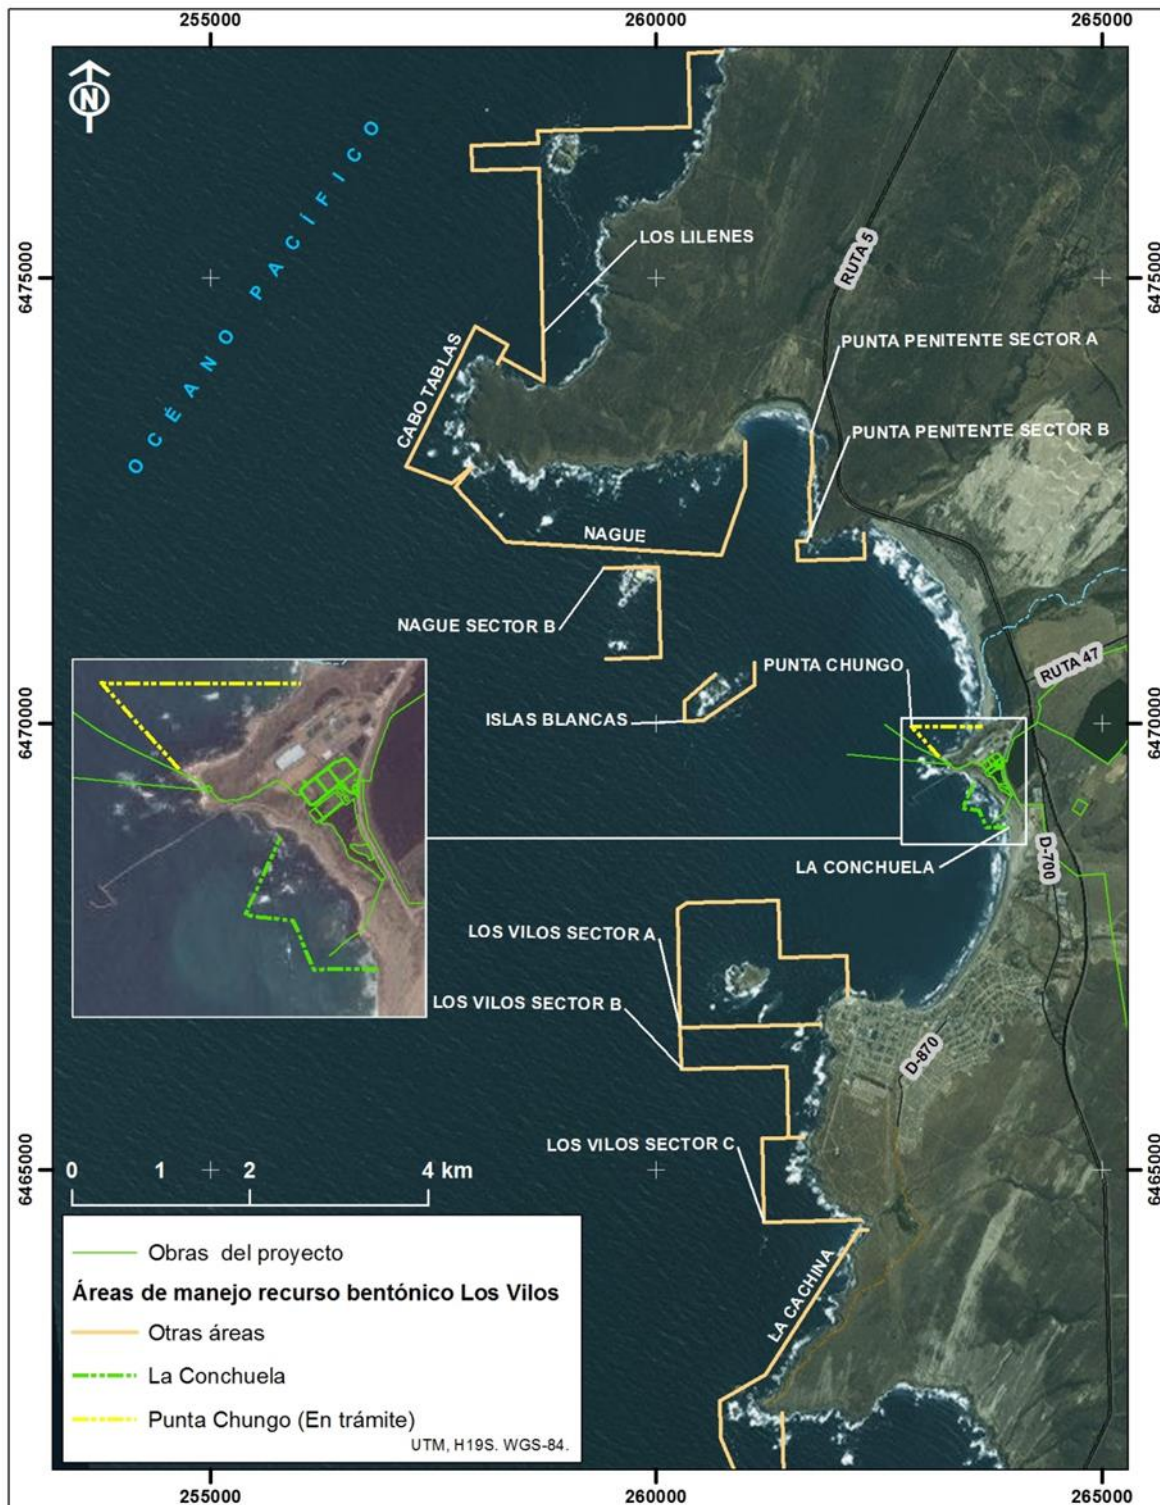 255000
260000
265000
N
OCÉANO PACÍFICO
LOS LILENES
RUTA 5
6475000
6475000
PUNTA PENITENTE SECTOR A
CABO TABLAS
PUNTA PENITENTE SECTOR B
NAGUE
NAGUE SECTOR B
PUNTA CHUNGO
RUTA 47
ISLAS BLANCAS
6470000
6470000
LA CONCHUELA
D-700
LOS VILOS SECTOR A
LOS VILOS SECTOR B
D-870
LOS VILOS SECTOR C
6465000
6465000
0 1 2 4 km
LA CACHINA
Obras del proyecto
Áreas de manejo recurso bentónico Los Vilos
Otras áreas
La Conchuela
Punta Chungo (En trámite)
UTM, H19S. WGS-84.
255000
260000
265000